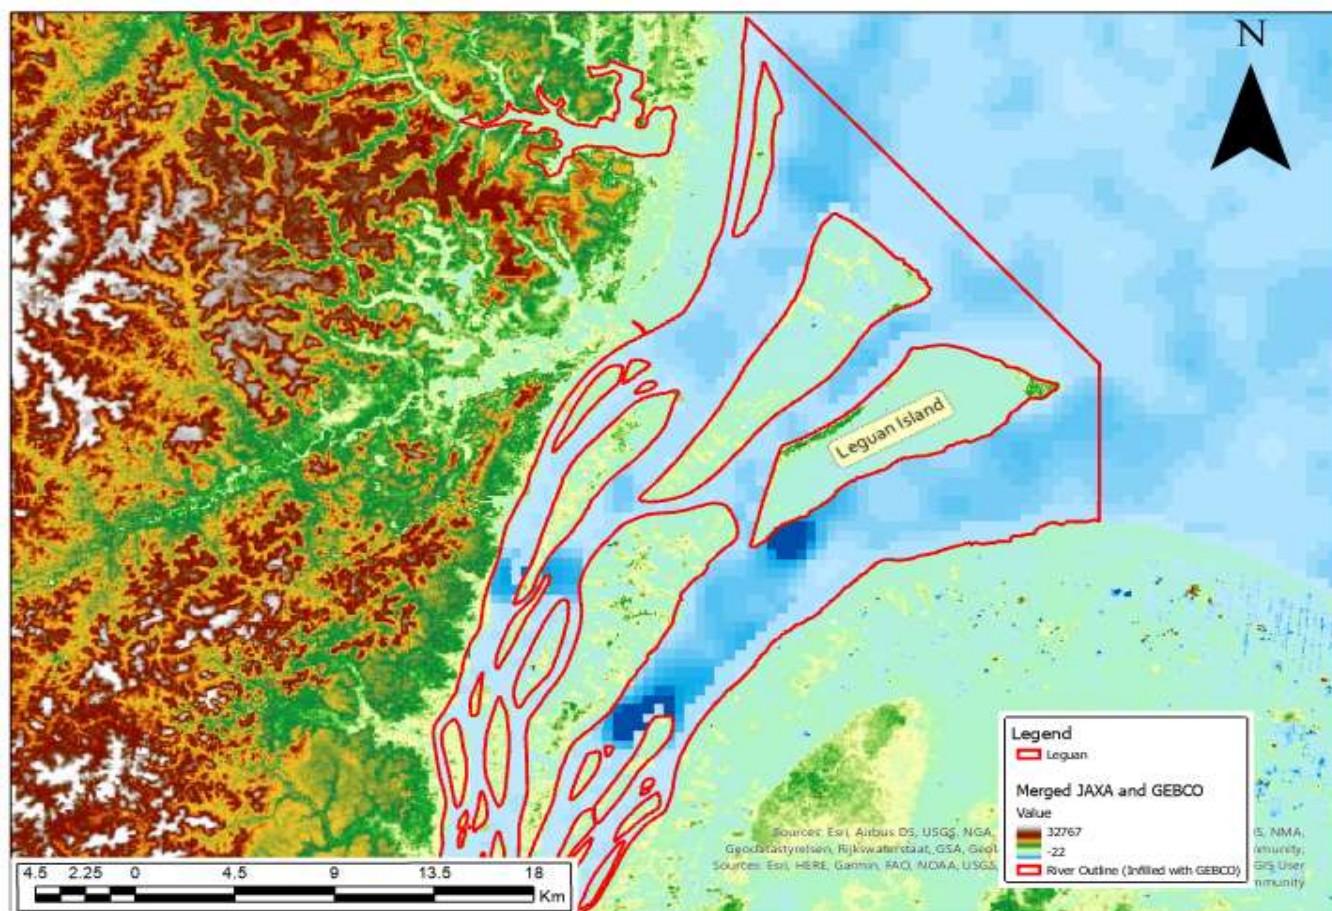 N
Leguan Island
Legend
Leguan
Merged JAXA and GEBCO
Value
32767
-22
River Outline (Infilled with GEBCO)
Sources: Esri, Airbus DS, USGS, NGA, NMA,
Geodatastyrelsen, Rijkswaterstaat, GSA,
Sources: Esri, HERE, Garmin, FAO, NOAA, USGS, User
4.5 2.25 0 4.5 9 13.5 18
Km